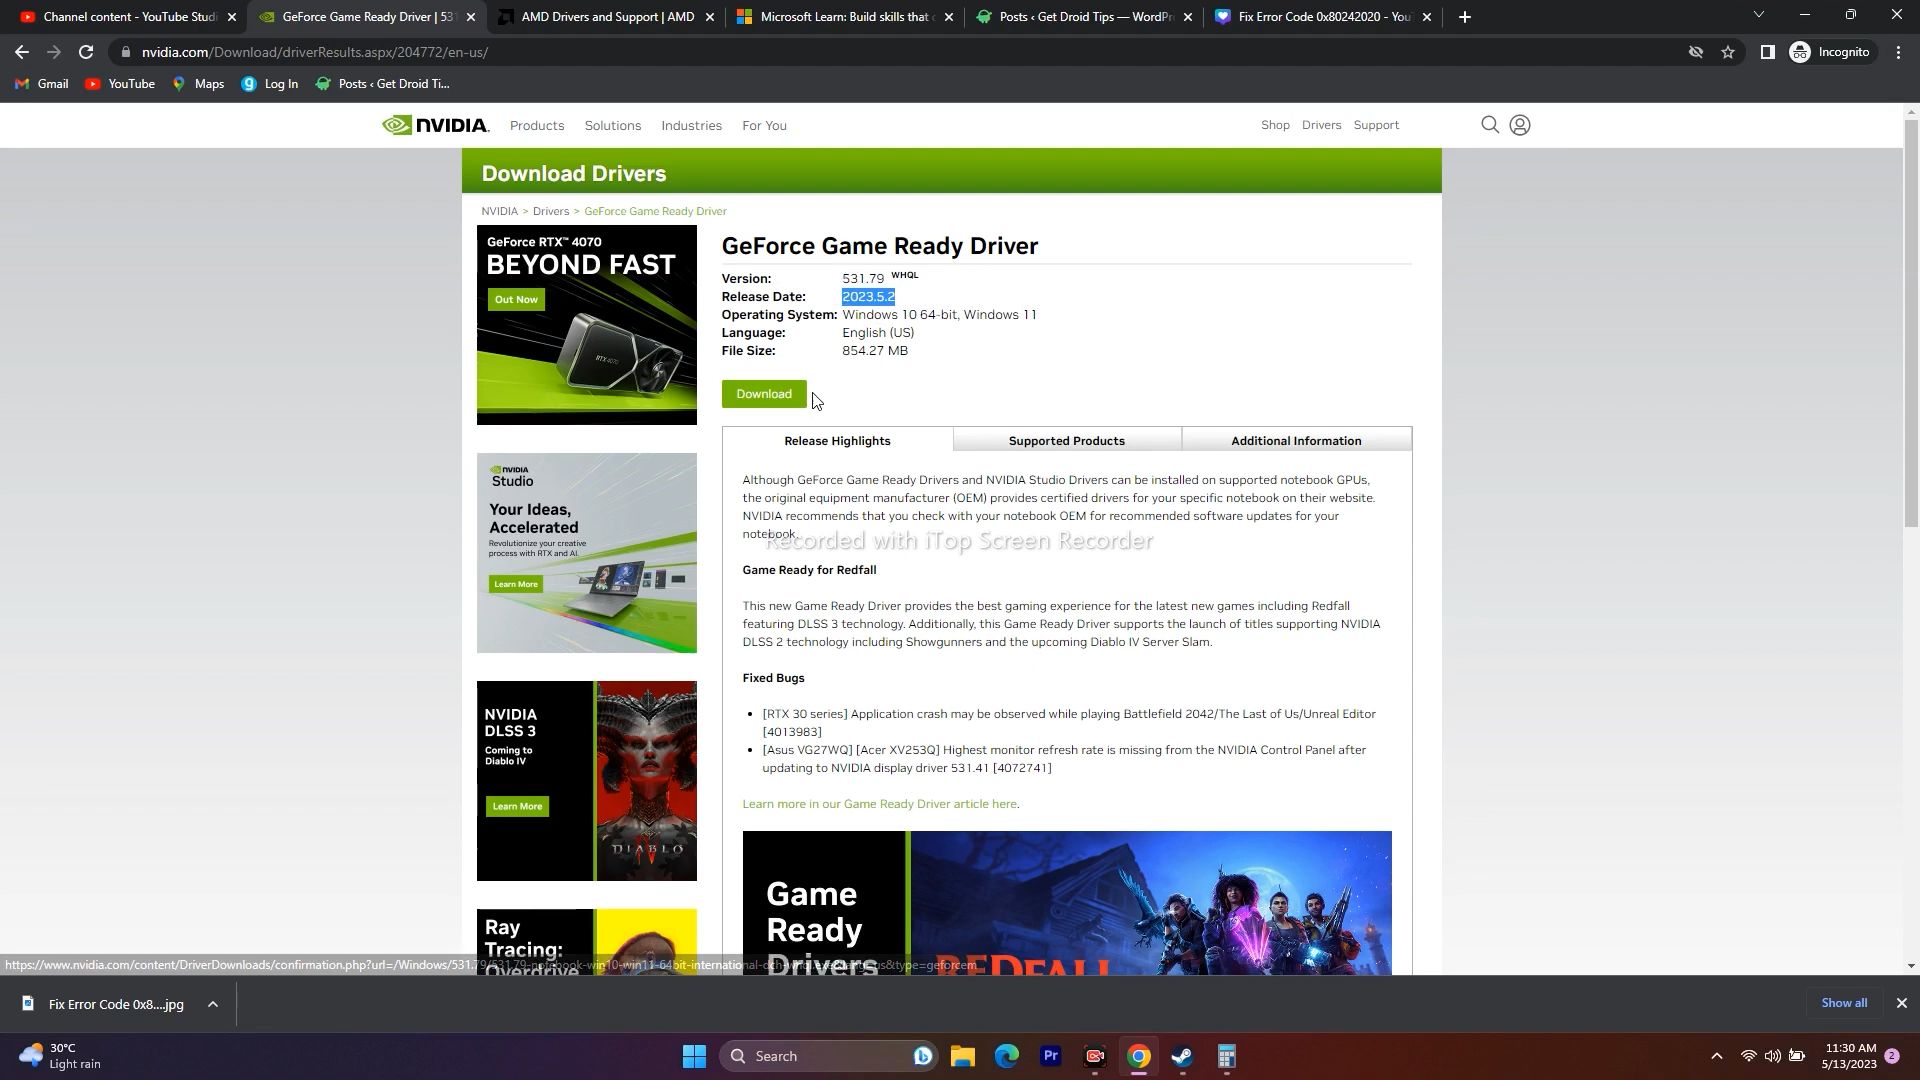 Channel content - YouTube Studi
GeForce Game Ready Driver | 531
AMD Drivers and Support | AMD
Microsoft Learn: Build skills that
Posts ‹ Get Droid Tips — WordPr
Fix Error Code 0x80242020 - You
nvidia.com/Download/driverResults.aspx/204772/en-us/
Incognito
Gmail
YouTube
Maps
Log In
Posts ‹ Get Droid Ti...
NVIDIA.
Products
Solutions
Industries
For You
Shop
Drivers
Support
Download Drivers
NVIDIA > Drivers > GeForce Game Ready Driver
GeForce RTX™ 4070
BEYOND FAST
Out Now
RTX 4070
GeForce Game Ready Driver
Version: 531.79 WHQL
Release Date: 2023.5.2
Operating System: Windows 10 64-bit, Windows 11
Language: English (US)
File Size: 854.27 MB
Download
Release Highlights
Supported Products
Additional Information
Although GeForce Game Ready Drivers and NVIDIA Studio Drivers can be installed on supported notebook GPUs,
the original equipment manufacturer (OEM) provides certified drivers for your specific notebook on their website.
NVIDIA recommends that you check with your notebook OEM for recommended software updates for your
notebook.
Recorded with iTop Screen Recorder
Game Ready for Redfall
This new Game Ready Driver provides the best gaming experience for the latest new games including Redfall
featuring DLSS 3 technology. Additionally, this Game Ready Driver supports the launch of titles supporting NVIDIA
DLSS 2 technology including Showgunners and the upcoming Diablo IV Server Slam.
Fixed Bugs
• [RTX 30 series] Application crash may be observed while playing Battlefield 2042/The Last of Us/Unreal Editor
[4013983]
• [Asus VG27WQ] [Acer XV253Q] Highest monitor refresh rate is missing from the NVIDIA Control Panel after
updating to NVIDIA display driver 531.41 [4072741]
Learn more in our Game Ready Driver article here.
Game
Ready
Drivers
REDFALL
NVIDIA
Studio
Your Ideas,
Accelerated
Revolutionize your creative
process with RTX and AI.
Learn More
NVIDIA
DLSS 3
Coming to
Diablo IV
Learn More
DIABLO
IV
Ray
Tracing:
Overdrive
https://www.nvidia.com/content/DriverDownloads/confirmation.php?url=/Windows/531.79/531.79-notebook-win10-win11-64bit-international-dch-whql.exe&lang=us&type=geforcem
Fix Error Code 0x8....jpg
Show all
30°C
Light rain
Search
Pr
11:30 AM
5/13/2023
2